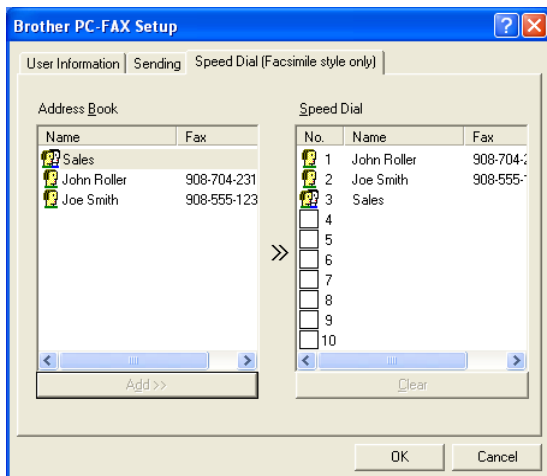 Brother PC-FAX Setup
User Information Sending Speed Dial (Facsimile style only)
Address Book
Name Fax
Sales
John Roller 908-704-231
Joe Smith 908-555-123
Add >>
»
Speed Dial
No. Name Fax
1 John Roller 908-704-
2 Joe Smith 908-555-
3 Sales
4
5
6
7
8
9
10
Clear
OK Cancel